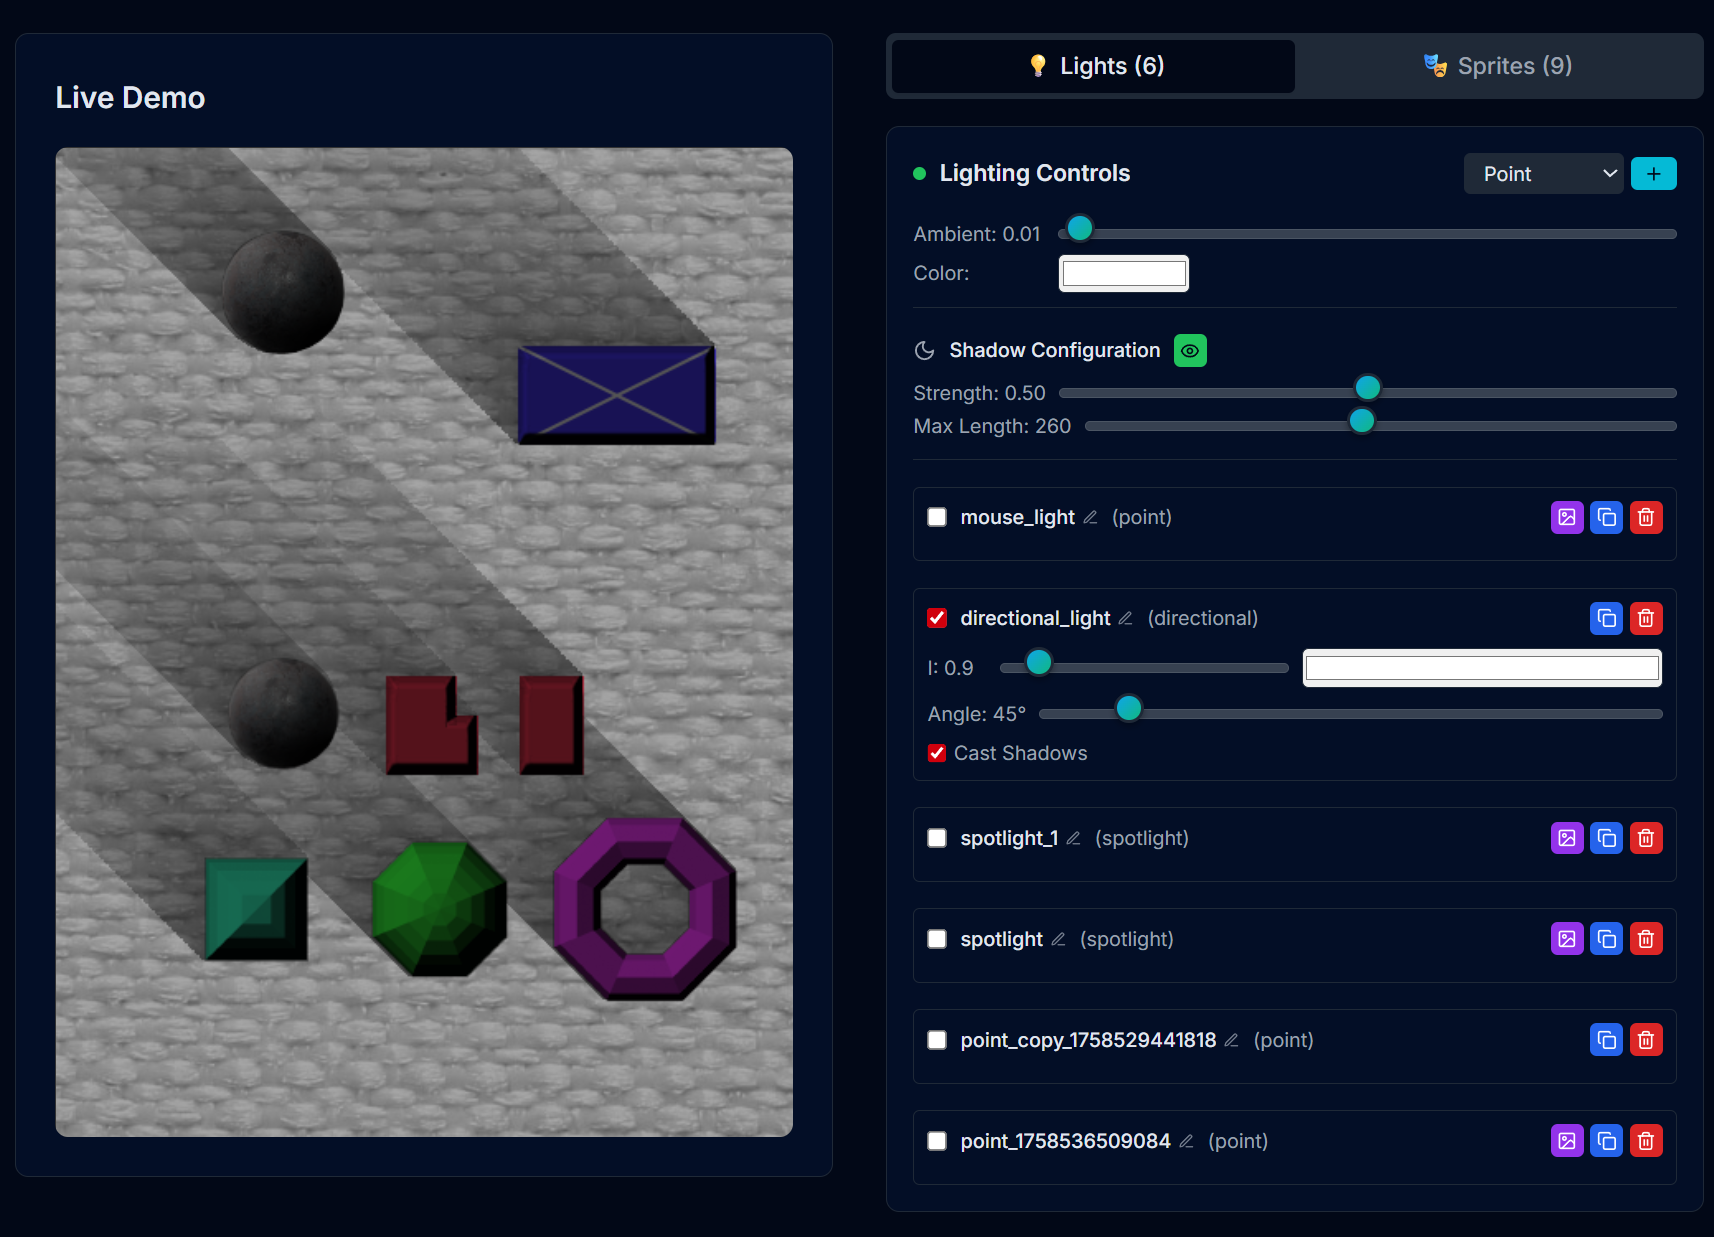 Live Demo
Lights (6)
Sprites (9)
Lighting Controls
Point
Ambient: 0.01
Color:
Shadow Configuration
Strength: 0.50
Max Length: 260
mouse_light (point)
directional_light (directional)
I: 0.9
Angle: 45°
Cast Shadows
spotlight_1 (spotlight)
spotlight (spotlight)
point_copy_1758529441818 (point)
point_1758536509084 (point)